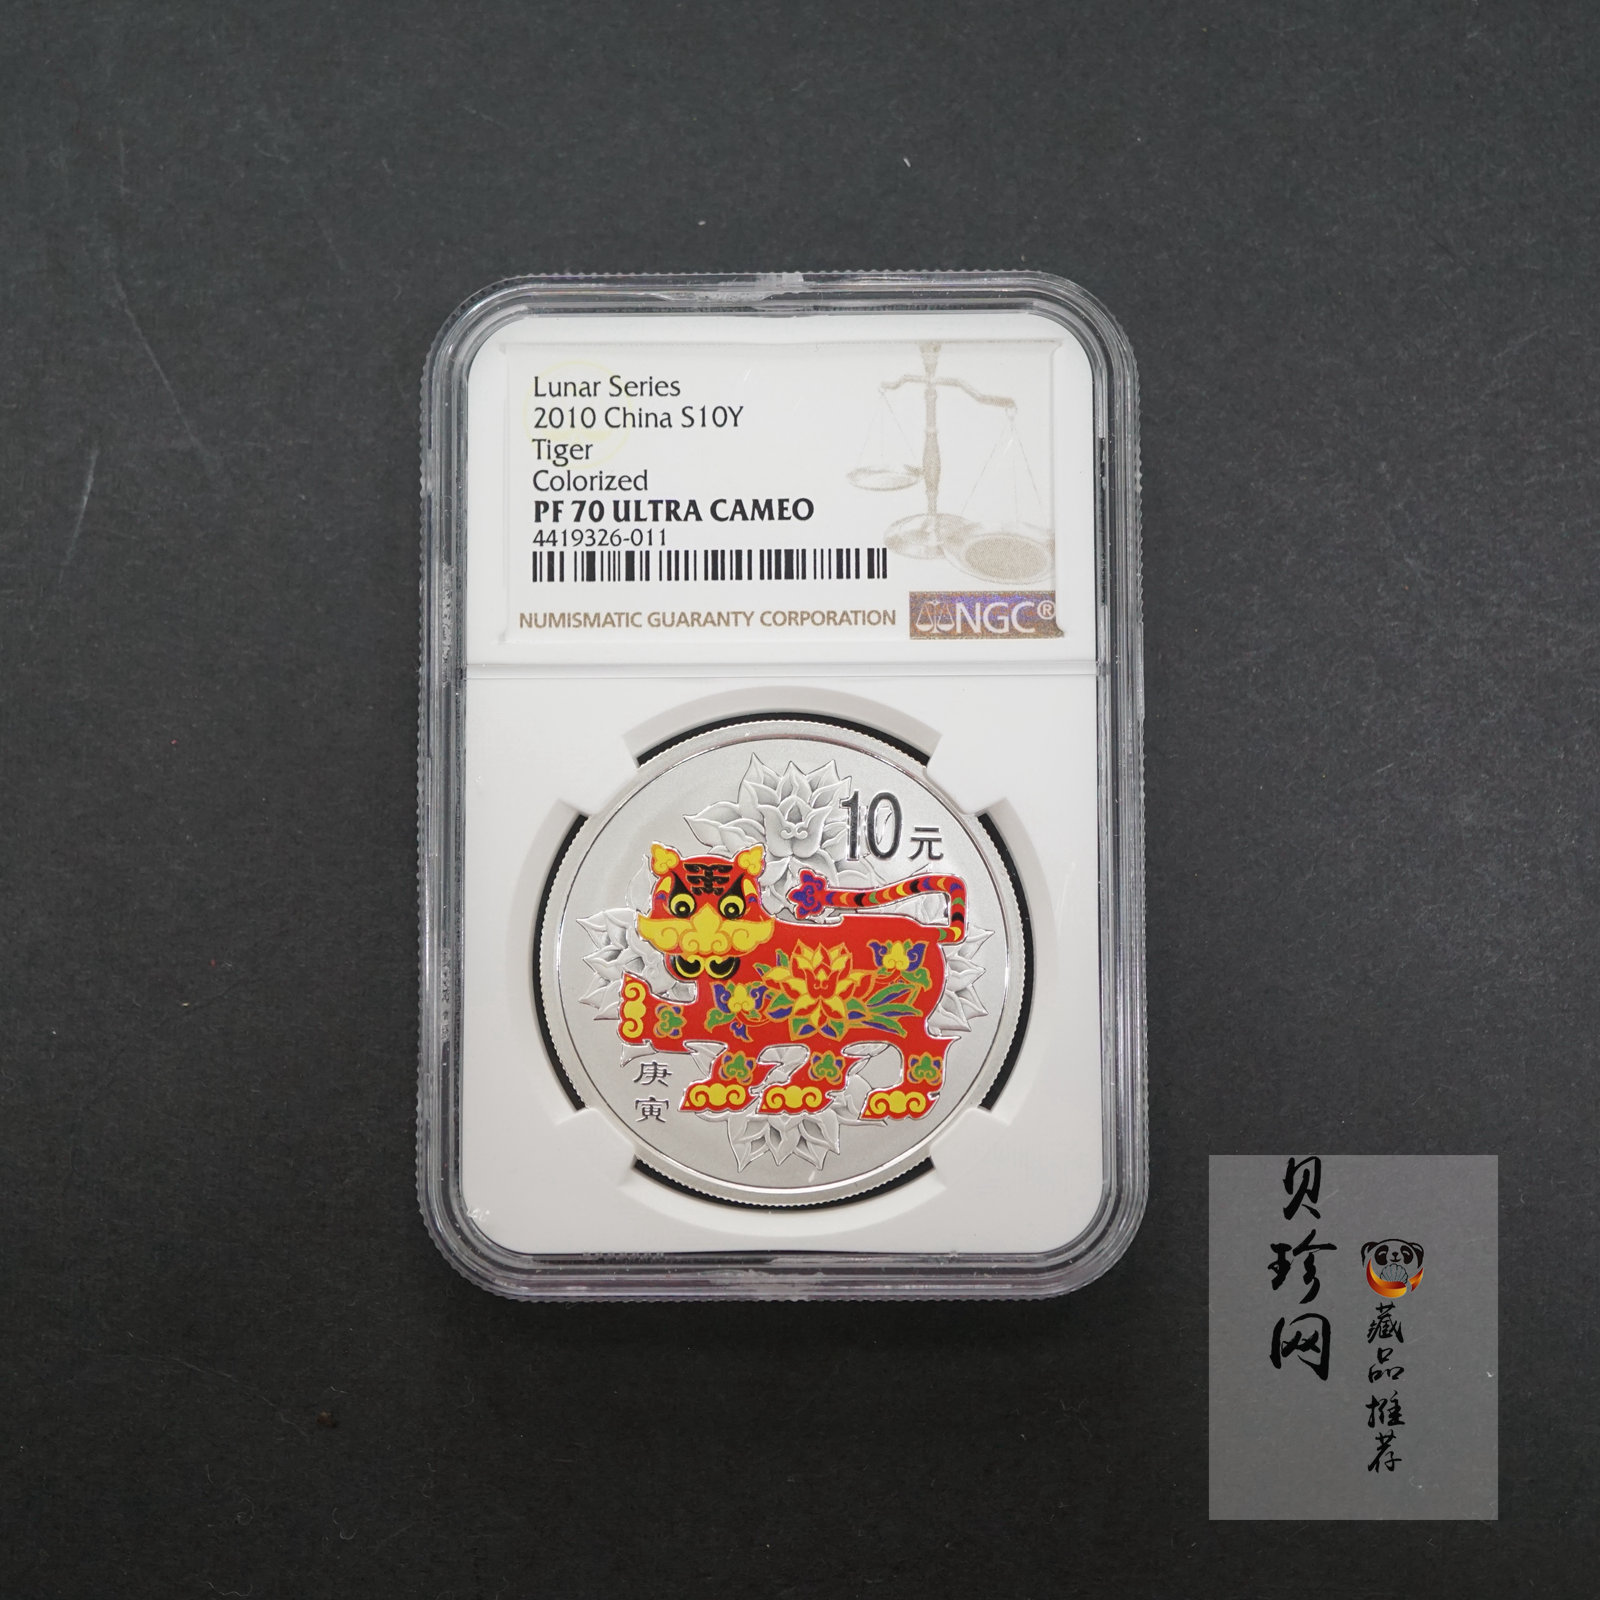 Lunar Series
2010 China S10Y
Tiger
Colorized
PF 70 ULTRA CAMEO
4419326-011
NUMISMATIC GUARANTY CORPORATION
NGC®
10元
王
庚
寅
贝珍网
藏品推荐